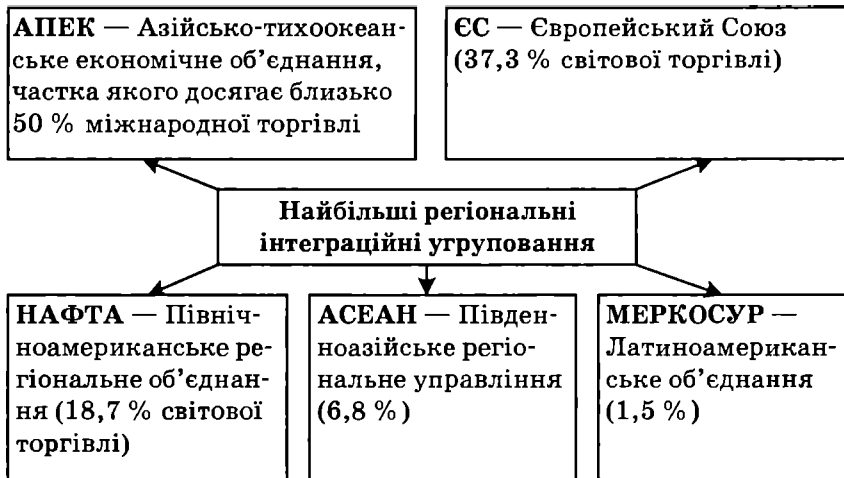 АПЕК — Азійсько-тихоокеан-
ське економічне об’єднання,
частка якого досягає близько
50 % міжнародної торгівлі
ЄС — Європейський Союз
(37,3 % світової торгівлі)
Найбільші регіональні
інтеграційні угруповання
НАФТА — Північ-
ноамериканське ре-
гіональне об’єднан-
ня (18,7 % світової
торгівлі)
АСЕАН — Півден-
ноазійське регіо-
нальне управління
(6,8 %)
МЕРКОСУР —
Латиноамерикан-
ське об’єднання
(1,5 %)